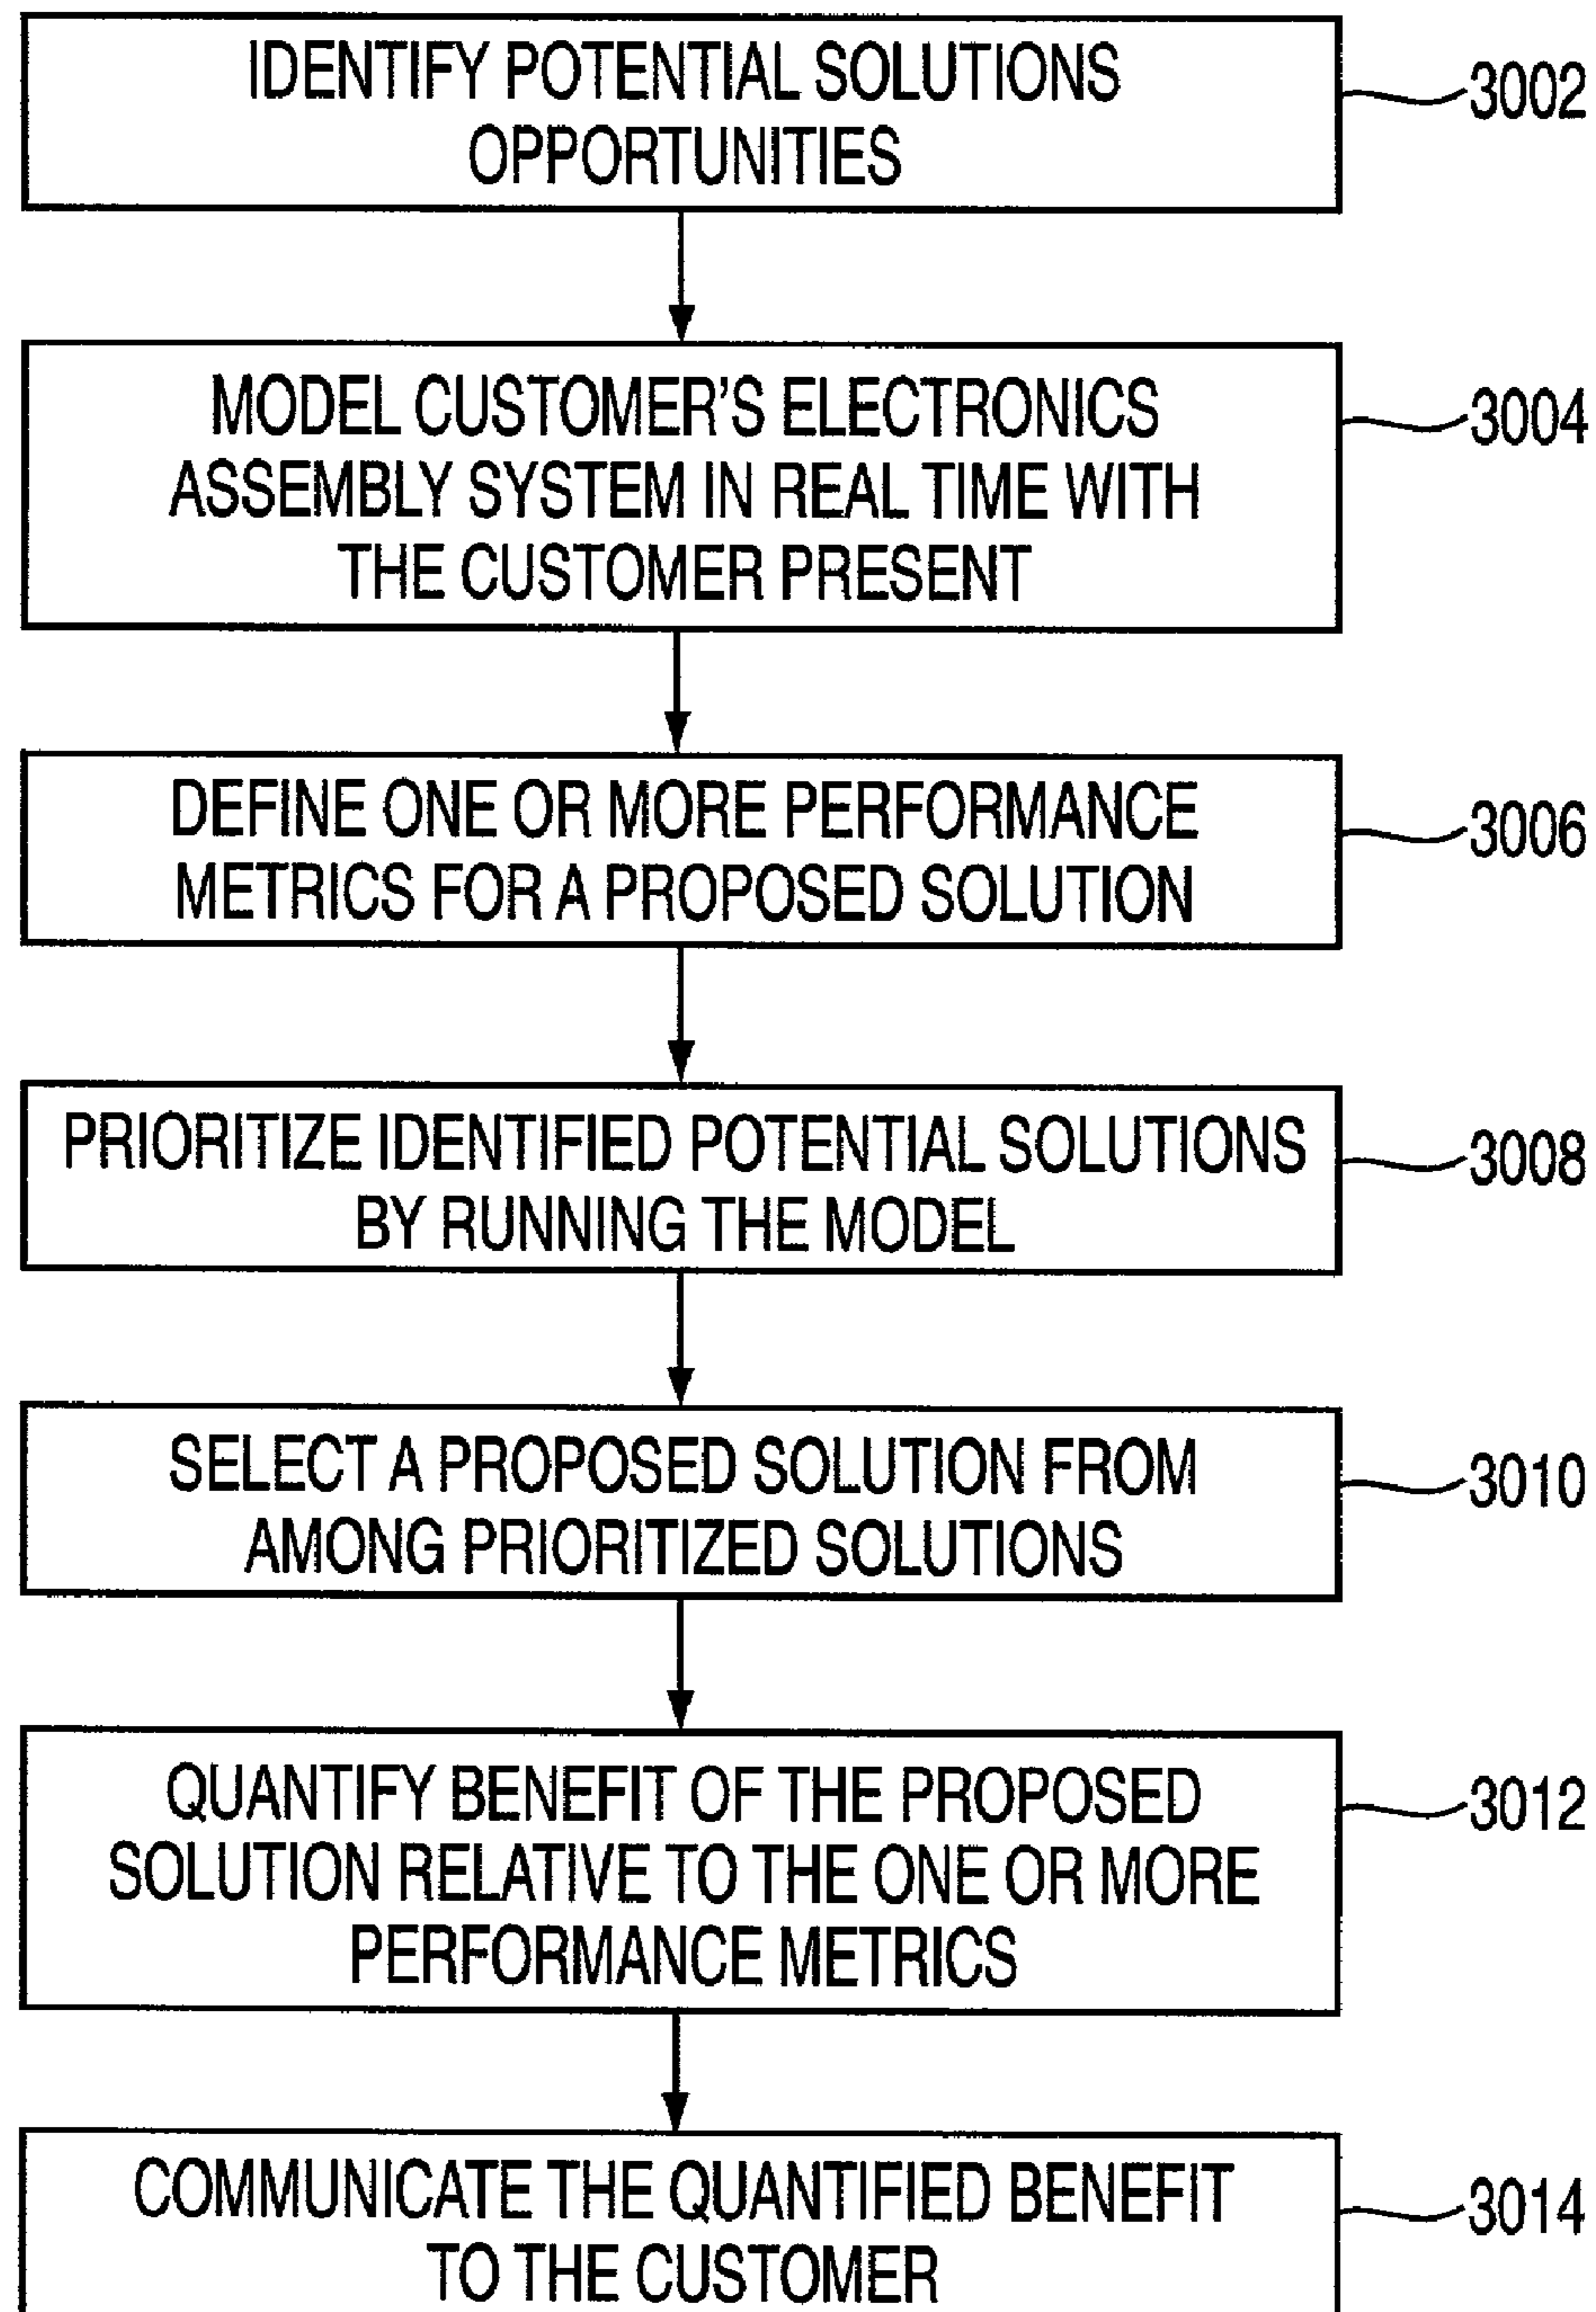 IDENTIFY POTENTIAL SOLUTIONS
OPPORTUNITIES
3002
MODEL CUSTOMER'S ELECTRONICS
ASSEMBLY SYSTEM IN REAL TIME WITH
THE CUSTOMER PRESENT
3004
DEFINE ONE OR MORE PERFORMANCE
METRICS FOR A PROPOSED SOLUTION
3006
PRIORITIZE IDENTIFIED POTENTIAL SOLUTIONS
BY RUNNING THE MODEL
3008
SELECT A PROPOSED SOLUTION FROM
AMONG PRIORITIZED SOLUTIONS
3010
QUANTIFY BENEFIT OF THE PROPOSED
SOLUTION RELATIVE TO THE ONE OR MORE
PERFORMANCE METRICS
3012
COMMUNICATE THE QUANTIFIED BENEFIT
TO THE CUSTOMER
3014